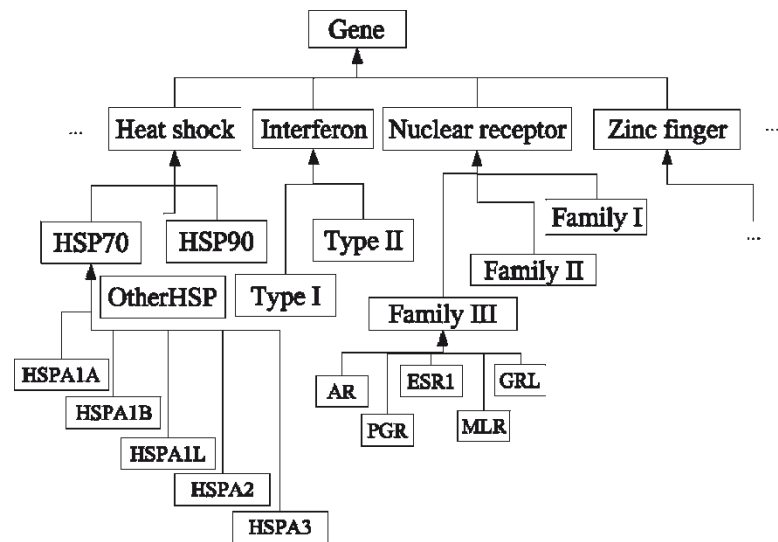 Gene
...
Heat shock
Interferon
Nuclear receptor
Zinc finger
...
HSP70
HSP90
Type II
Family I
...
OtherHSP
Type I
Family II
Family III
HSPA1A
AR
ESR1
GRL
HSPA1B
PGR
MLR
HSPA1L
HSPA2
HSPA3